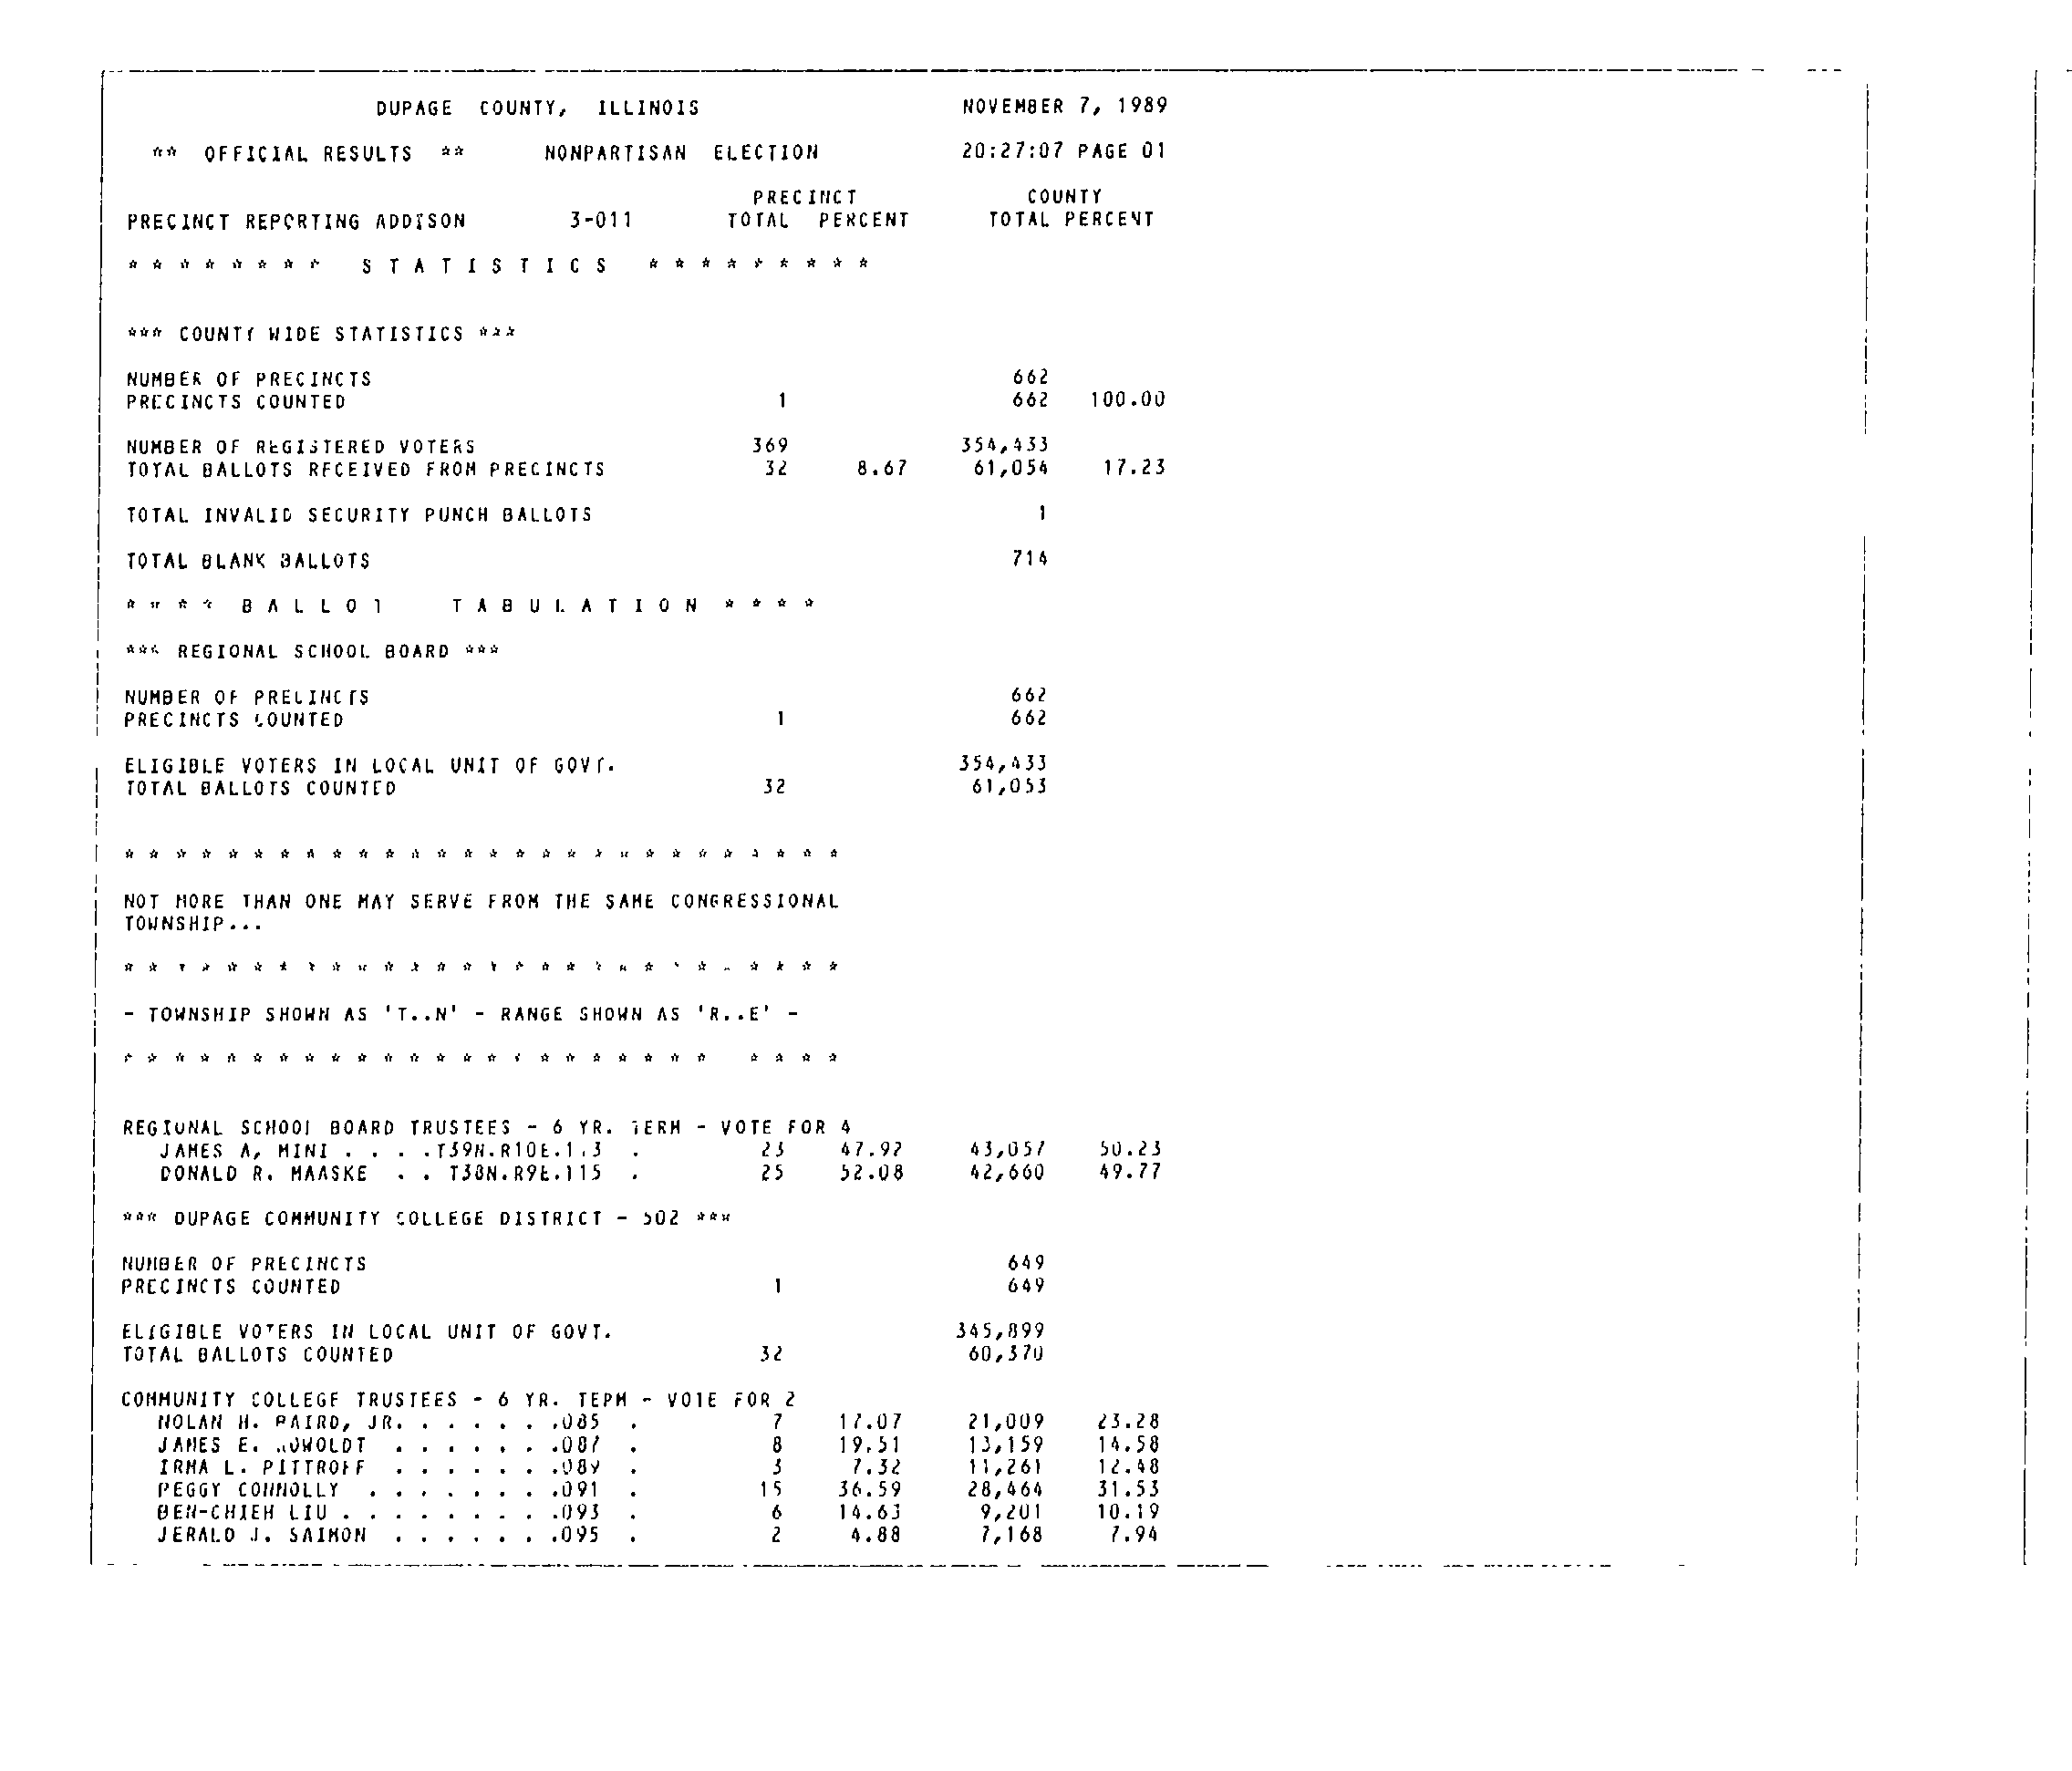 DUPAGE COUNTY, ILLINOIS NOVEMBER 7, 1989
** OFFICIAL RESULTS ** NONPARTISAN ELECTION 20:27:07 PAGE 01
PRECINCT COUNTY
PRECINCT REPORTING ADDISON 3-011 TOTAL PERCENT TOTAL PERCENT
* * * * * * * * S T A T I S T I C S * * * * * * * * *
*** COUNTY WIDE STATISTICS ***
NUMBER OF PRECINCTS 662
PRECINCTS COUNTED 1 662 100.00
NUMBER OF REGISTERED VOTERS 369 354,433
TOTAL BALLOTS RECEIVED FROM PRECINCTS 32 8.67 61,054 17.23
TOTAL INVALID SECURITY PUNCH BALLOTS 1
TOTAL BLANK BALLOTS 714
* * * * B A L L O T T A B U L A T I O N * * * *
*** REGIONAL SCHOOL BOARD ***
NUMBER OF PRECINCTS 662
PRECINCTS COUNTED 1 662
ELIGIBLE VOTERS IN LOCAL UNIT OF GOVT. 354,433
TOTAL BALLOTS COUNTED 32 61,053
* * * * * * * * * * * * * * * * * * * * * * * * * * * *
NOT MORE THAN ONE MAY SERVE FROM THE SAME CONGRESSIONAL
TOWNSHIP...
* * * * * * * * * * * * * * * * * * * * * * * * * * * *
- TOWNSHIP SHOWN AS 'T..N' - RANGE SHOWN AS 'R..E' -
* * * * * * * * * * * * * * * * * * * * * * * * * * *
REGIONAL SCHOOL BOARD TRUSTEES - 6 YR. TERM - VOTE FOR 4
JAMES A. MINI . . . .T39N.R10E.113 . 23 47.92 43,057 50.23
DONALD R. MAASKE . . T38N.R9E.115 . 25 52.08 42,660 49.77
*** DUPAGE COMMUNITY COLLEGE DISTRICT - 502 ***
NUMBER OF PRECINCTS 649
PRECINCTS COUNTED 1 649
ELIGIBLE VOTERS IN LOCAL UNIT OF GOVT. 345,899
TOTAL BALLOTS COUNTED 32 60,370
COMMUNITY COLLEGE TRUSTEES - 6 YR. TERM - VOTE FOR 2
NOLAN H. BAIRD, JR. . . . . . .085 . 7 17.07 21,009 23.28
JAMES E. . . . . . . .087 . 8 19.51 13,159 14.58
IRMA L. PITTROFF . . . . . . .089 . 3 7.32 11,261 12.48
PEGGY CONNOLLY . . . . . . . .091 . 15 36.59 28,464 31.53
BEN-CHIEH LIU . . . . . . . . .093 . 6 14.63 9,201 10.19
JERALD J. SAIMON . . . . . . .095 . 2 4.88 7,168 7.94